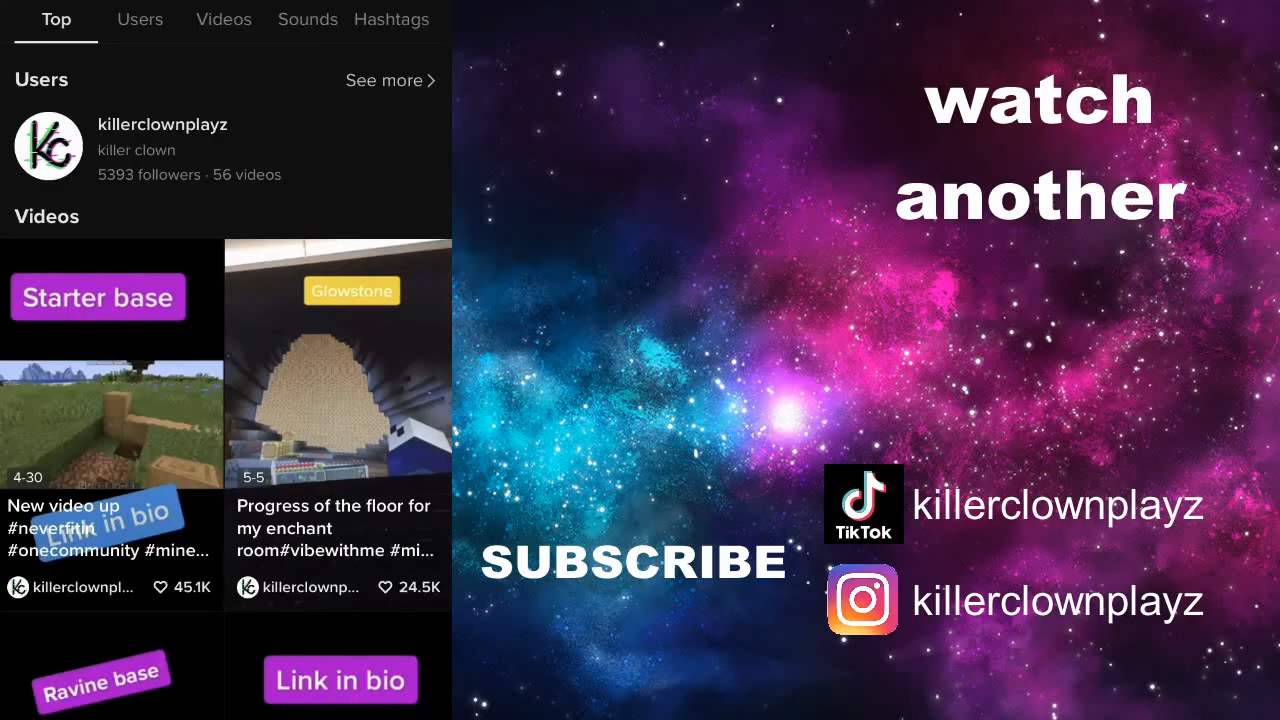 Top Users Videos Sounds Hashtags
Users
See more
killerclownplayz
killer clown
5393 followers · 56 videos
Videos
Starter base
4-30
Link in bio
New video up
#neverfitin
#onecommunity #mine...
killerclownpl...
45.1K
Glowstone
5-5
Progress of the floor for
my enchant
room#vibewithme #mi...
killerclownp...
24.5K
Ravine base
Link in bio
watch
another
SUBSCRIBE
TikTok
killerclownplayz
killerclownplayz